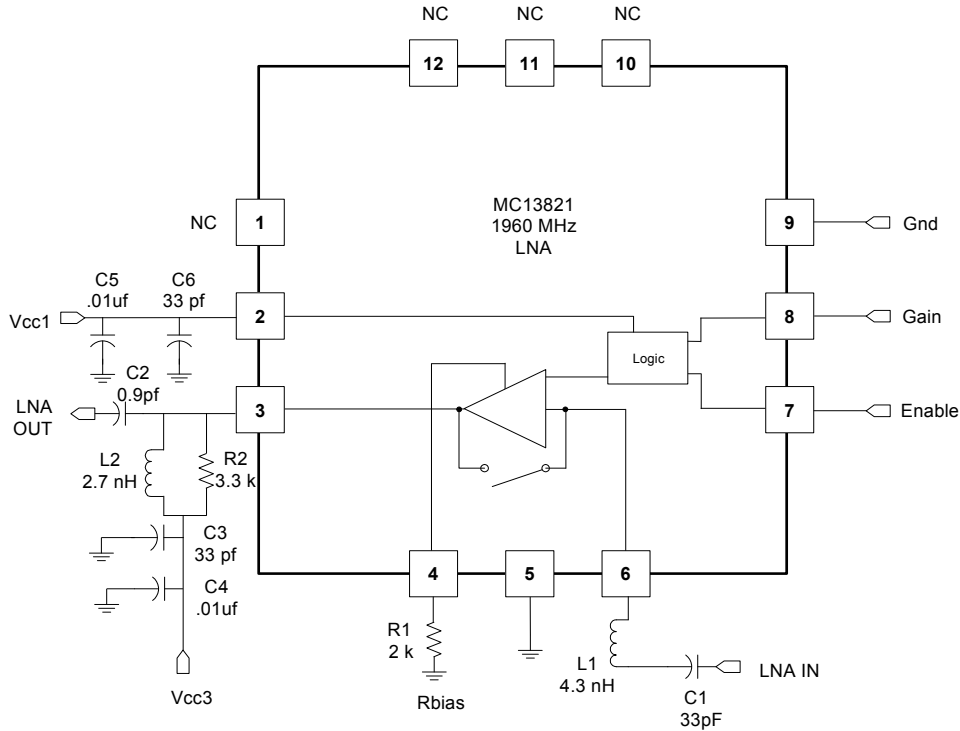 NC
NC
NC
12
11
10
NC
1
MC13821
1960 MHz
LNA
9
Gnd
C5
.01uf
C6
33 pf
Vcc1
2
8
Gain
Logic
C2
0.9pf
LNA
OUT
3
7
Enable
L2
2.7 nH
R2
3.3 k
C3
33 pf
C4
.01uf
4
5
6
R1
2 k
Rbias
L1
4.3 nH
C1
33pF
LNA IN
Vcc3